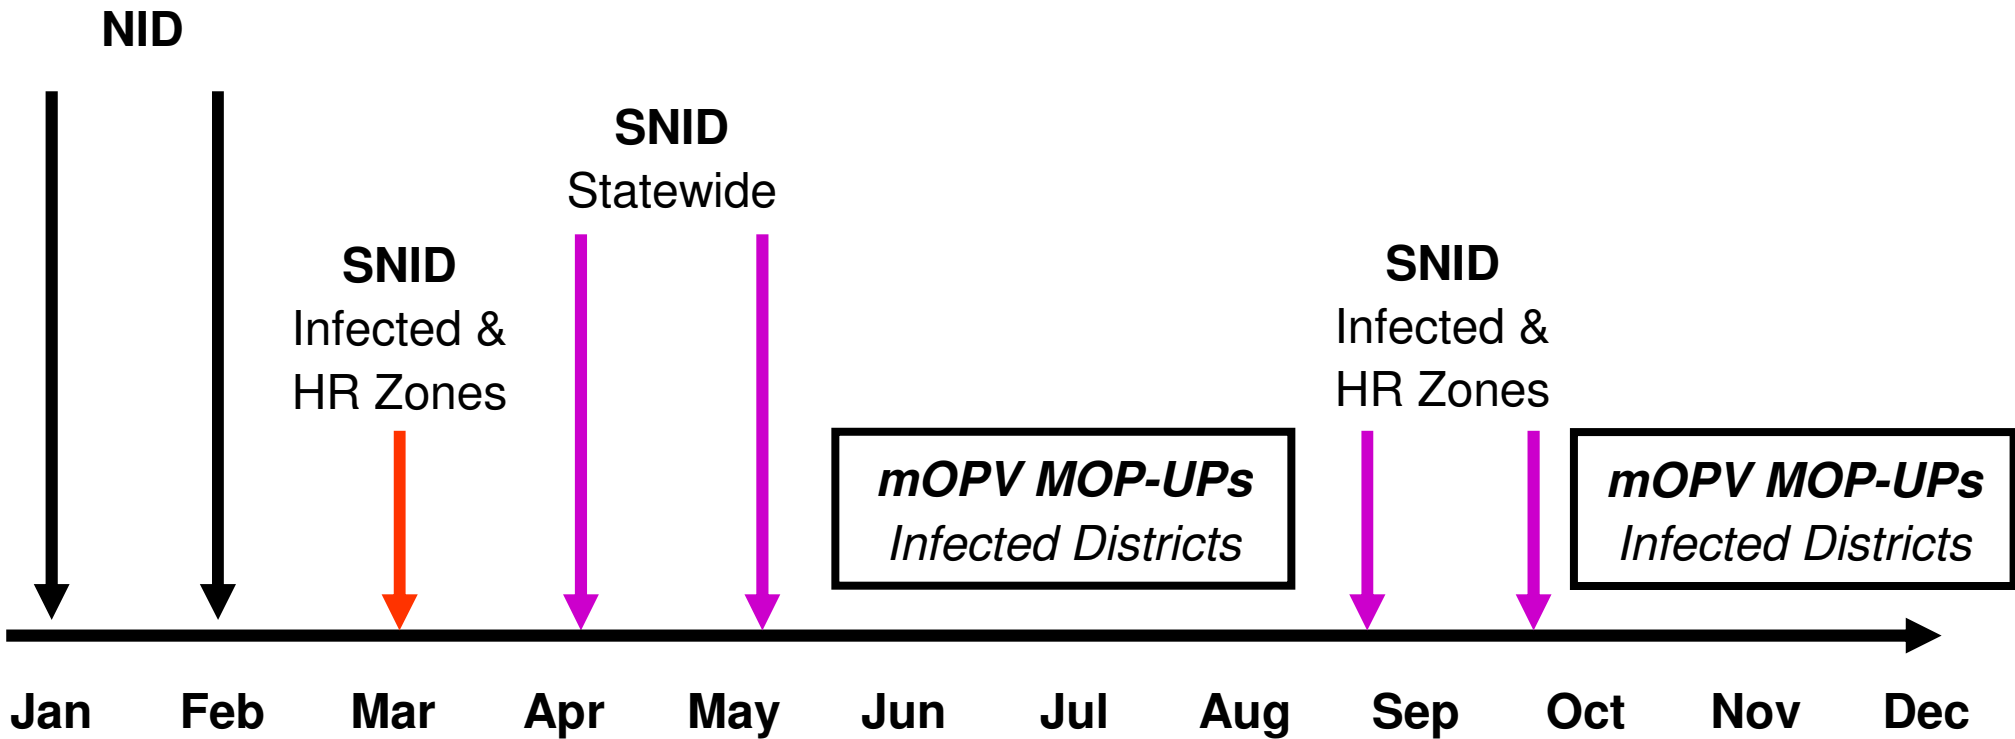 NID
SNID
Statewide
SNID
Infected &
HR Zones
SNID
Infected &
HR Zones
mOPV MOP-UPs
Infected Districts
mOPV MOP-UPs
Infected Districts
Jan Feb Mar Apr May Jun Jul Aug Sep Oct Nov Dec